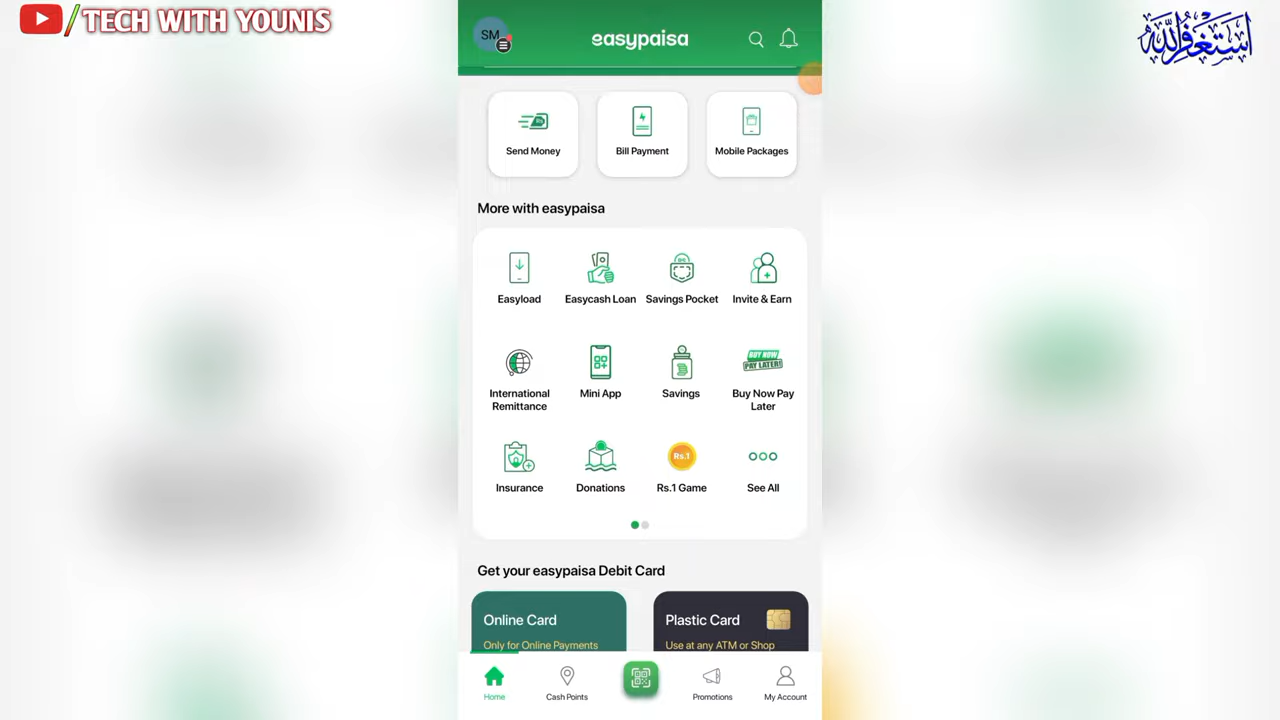 TECH WITH YOUNIS
اَسْتَغْفِرُاللّٰه
SM
easypaisa
Send Money
Bill Payment
Mobile Packages
More with easypaisa
Easyload
Easycash Loan
Savings Pocket
Invite & Earn
International
Remittance
Mini App
Savings
BUY NOW
PAY LATER!
Buy Now Pay
Later
Insurance
Donations
Rs.1
Rs.1 Game
See All
Get your easypaisa Debit Card
Online Card
Only for Online Payments
Plastic Card
Use at any ATM or Shop
Home
Cash Points
Promotions
My Account